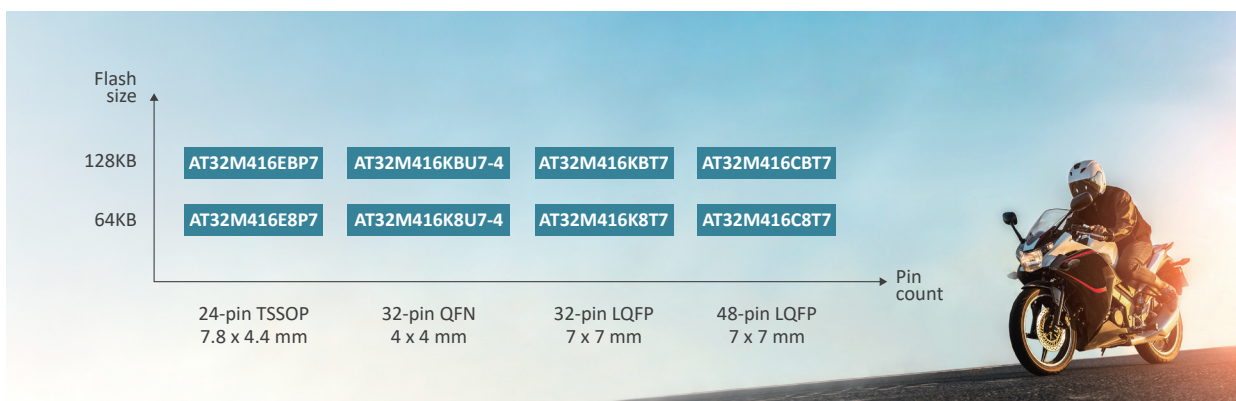 Flash
size
128KB
AT32M416EBP7
AT32M416KBU7-4
AT32M416KBT7
AT32M416CBT7
64KB
AT32M416E8P7
AT32M416K8U7-4
AT32M416K8T7
AT32M416C8T7
Pin
count
24-pin TSSOP
7.8 x 4.4 mm
32-pin QFN
4 x 4 mm
32-pin LQFP
7 x 7 mm
48-pin LQFP
7 x 7 mm